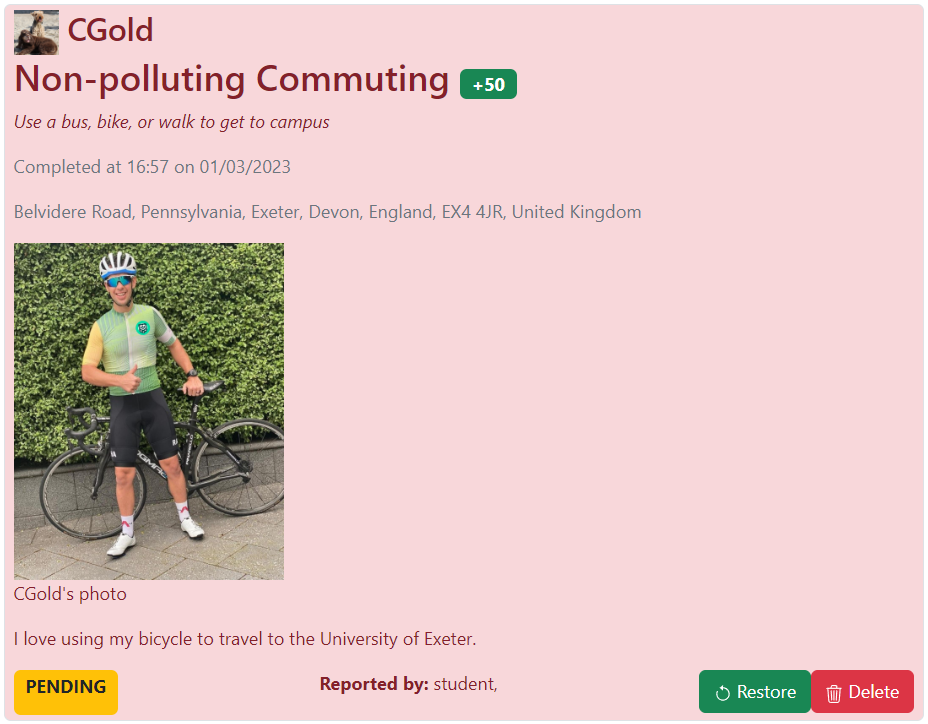 CGold
Non-polluting Commuting +50
Use a bus, bike, or walk to get to campus
Completed at 16:57 on 01/03/2023
Belvidere Road, Pennsylvania, Exeter, Devon, England, EX4 4JR, United Kingdom
CGold's photo
I love using my bicycle to travel to the University of Exeter.
PENDING Reported by: student, Restore Delete